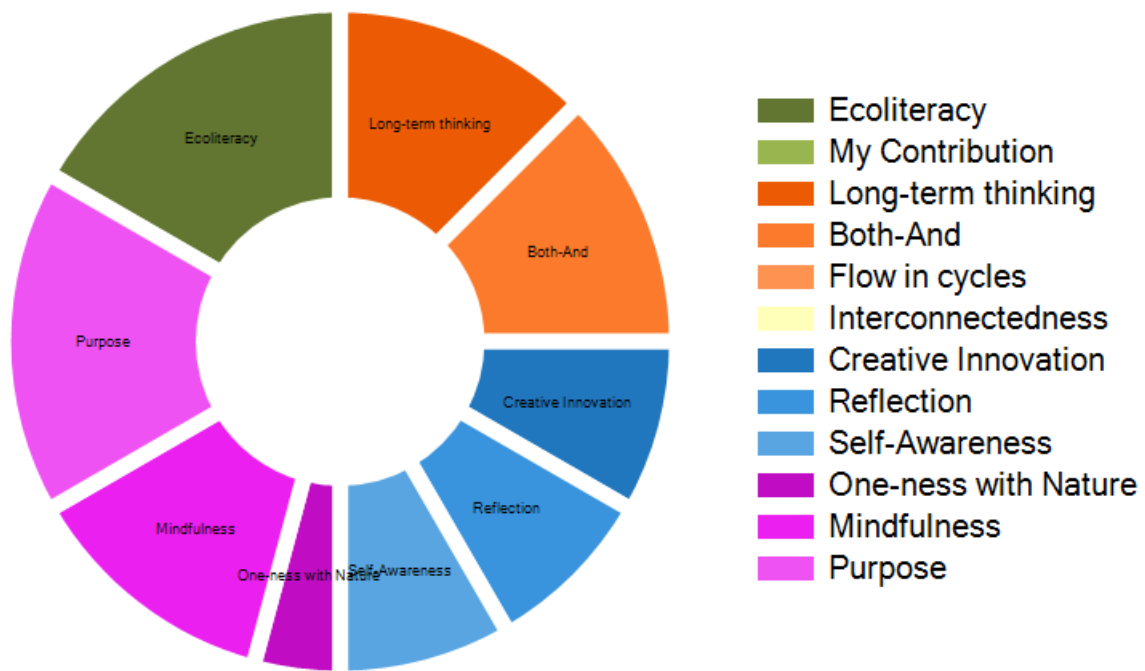 Ecoliteracy
Long-term thinking
Both-And
Purpose
Creative Innovation
Reflection
Mindfulness
One-ness with Nature
Self-Awareness
Ecoliteracy
My Contribution
Long-term thinking
Both-And
Flow in cycles
Interconnectedness
Creative Innovation
Reflection
Self-Awareness
One-ness with Nature
Mindfulness
Purpose